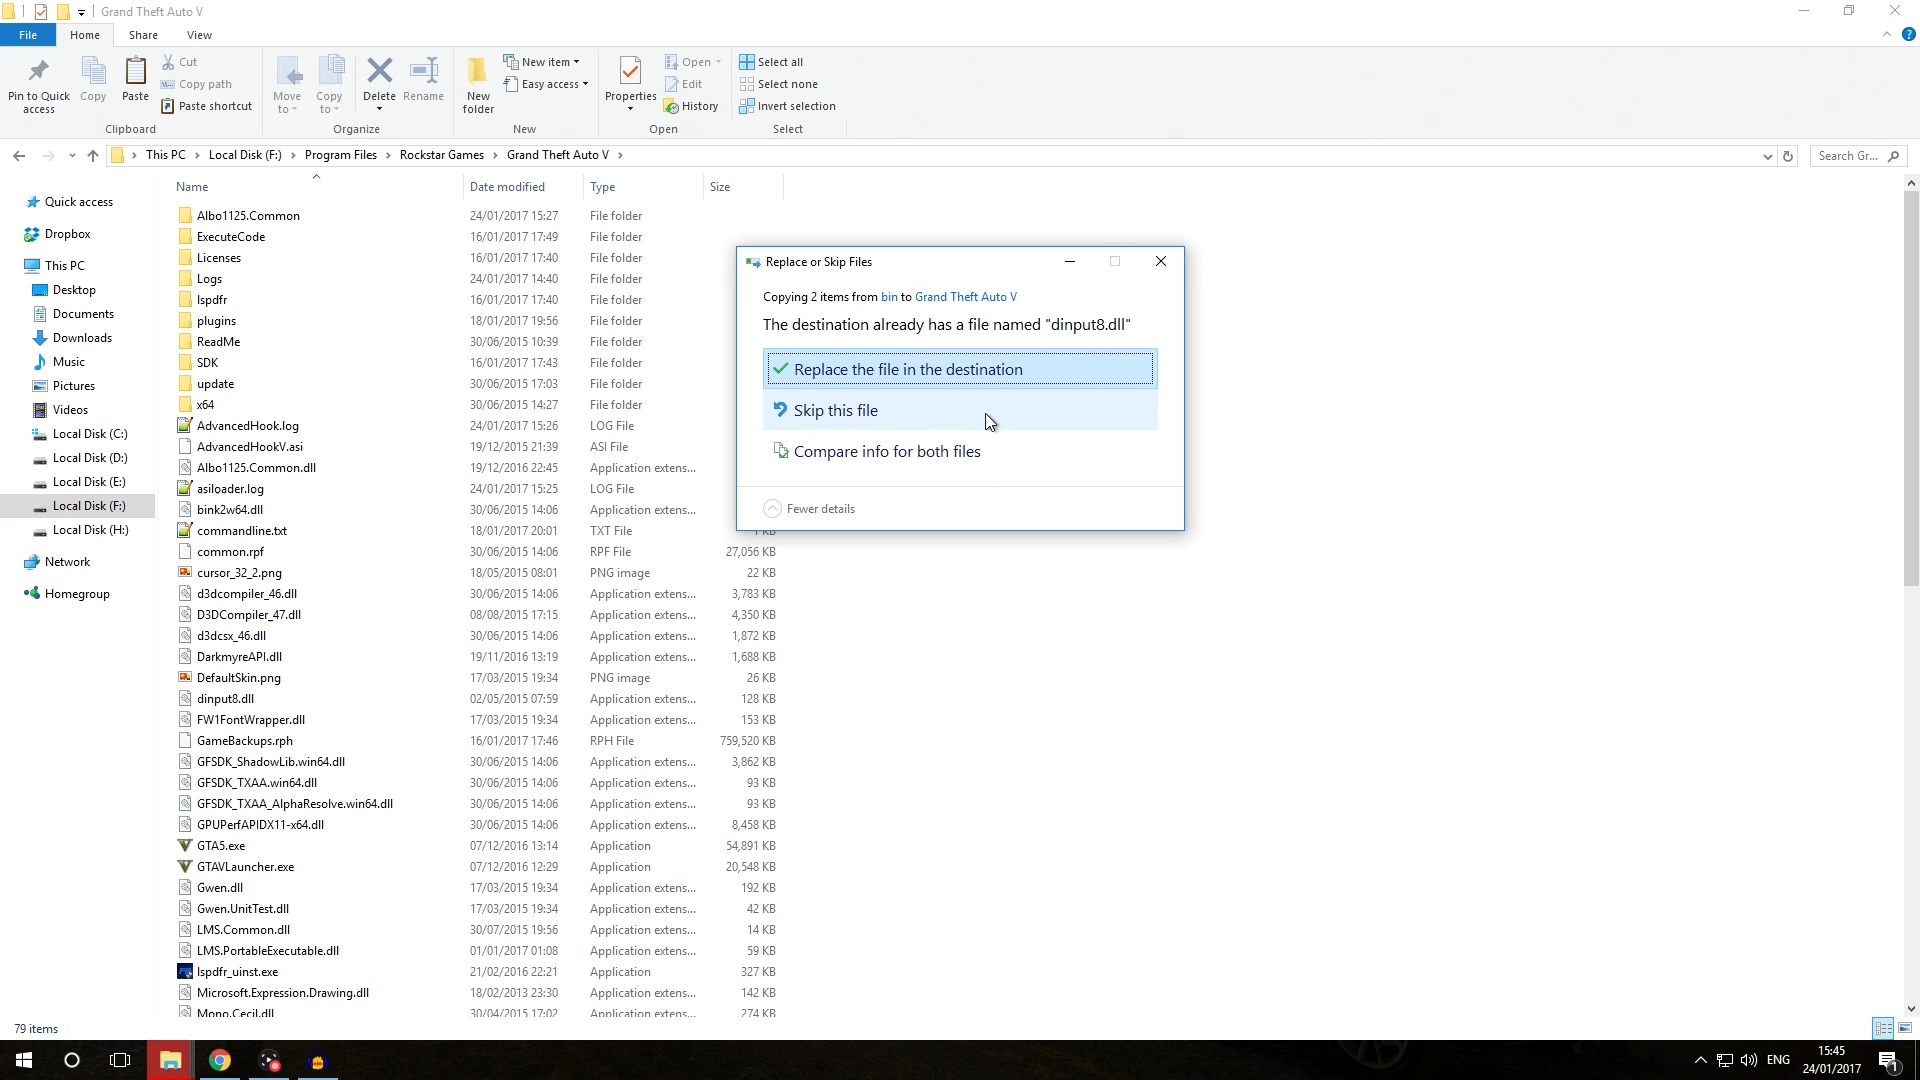 Grand Theft Auto V
File Home Share View
Pin to Quick access
Copy
Paste
Cut
Copy path
Paste shortcut
Clipboard
Move to
Copy to
Delete
Rename
Organize
New folder
New item
Easy access
New
Properties
Open
Edit
History
Open
Select all
Select none
Invert selection
Select
This PC Local Disk (F:) Program Files Rockstar Games Grand Theft Auto V
Search Gr...
Quick access
Dropbox
This PC
Desktop
Documents
Downloads
Music
Pictures
Videos
Local Disk (C:)
Local Disk (D:)
Local Disk (E:)
Local Disk (F:)
Local Disk (H:)
Network
Homegroup
Name Date modified Type Size
Albo1125.Common 24/01/2017 15:27 File folder
ExecuteCode 16/01/2017 17:49 File folder
Licenses 16/01/2017 17:40 File folder
Logs 24/01/2017 14:40 File folder
lspdfr 16/01/2017 17:40 File folder
plugins 18/01/2017 19:56 File folder
ReadMe 30/06/2015 10:39 File folder
SDK 16/01/2017 17:43 File folder
update 30/06/2015 17:03 File folder
x64 30/06/2015 14:27 File folder
AdvancedHook.log 24/01/2017 15:26 LOG File
AdvancedHookV.asi 19/12/2015 21:39 ASI File
Albo1125.Common.dll 19/12/2016 22:45 Application extens...
asiloader.log 24/01/2017 15:25 LOG File
bink2w64.dll 30/06/2015 14:06 Application extens...
commandline.txt 18/01/2017 20:01 TXT File 1 KB
common.rpf 30/06/2015 14:06 RPF File 27,056 KB
cursor_32_2.png 18/05/2015 08:01 PNG image 22 KB
d3dcompiler_46.dll 30/06/2015 14:06 Application extens... 3,783 KB
D3DCompiler_47.dll 08/08/2015 17:15 Application extens... 4,350 KB
d3dcsx_46.dll 30/06/2015 14:06 Application extens... 1,872 KB
DarkmyreAPI.dll 19/11/2016 13:19 Application extens... 1,688 KB
DefaultSkin.png 17/03/2015 19:34 PNG image 26 KB
dinput8.dll 02/05/2015 07:59 Application extens... 128 KB
FW1FontWrapper.dll 17/03/2015 19:34 Application extens... 153 KB
GameBackups.rph 16/01/2017 17:46 RPH File 759,520 KB
GFSDK_ShadowLib.win64.dll 30/06/2015 14:06 Application extens... 3,862 KB
GFSDK_TXAA.win64.dll 30/06/2015 14:06 Application extens... 93 KB
GFSDK_TXAA_AlphaResolve.win64.dll 30/06/2015 14:06 Application extens... 93 KB
GPUPerfAPIDX11-x64.dll 30/06/2015 14:06 Application extens... 8,458 KB
GTA5.exe 07/12/2016 13:14 Application 54,891 KB
GTAVLauncher.exe 07/12/2016 12:29 Application 20,548 KB
Gwen.dll 17/03/2015 19:34 Application extens... 192 KB
Gwen.UnitTest.dll 17/03/2015 19:34 Application extens... 42 KB
LMS.Common.dll 30/07/2015 19:56 Application extens... 14 KB
LMS.PortableExecutable.dll 01/01/2017 01:08 Application extens... 59 KB
lspdfr_uinst.exe 21/02/2016 22:21 Application 327 KB
Microsoft.Expression.Drawing.dll 18/02/2013 23:30 Application extens... 142 KB
Mono.Cecil.dll 30/04/2015 17:02 Application extens... 274 KB
Replace or Skip Files
Copying 2 items from bin to Grand Theft Auto V
The destination already has a file named "dinput8.dll"
Replace the file in the destination
Skip this file
Compare info for both files
Fewer details
79 items
ENG
15:45
24/01/2017
1